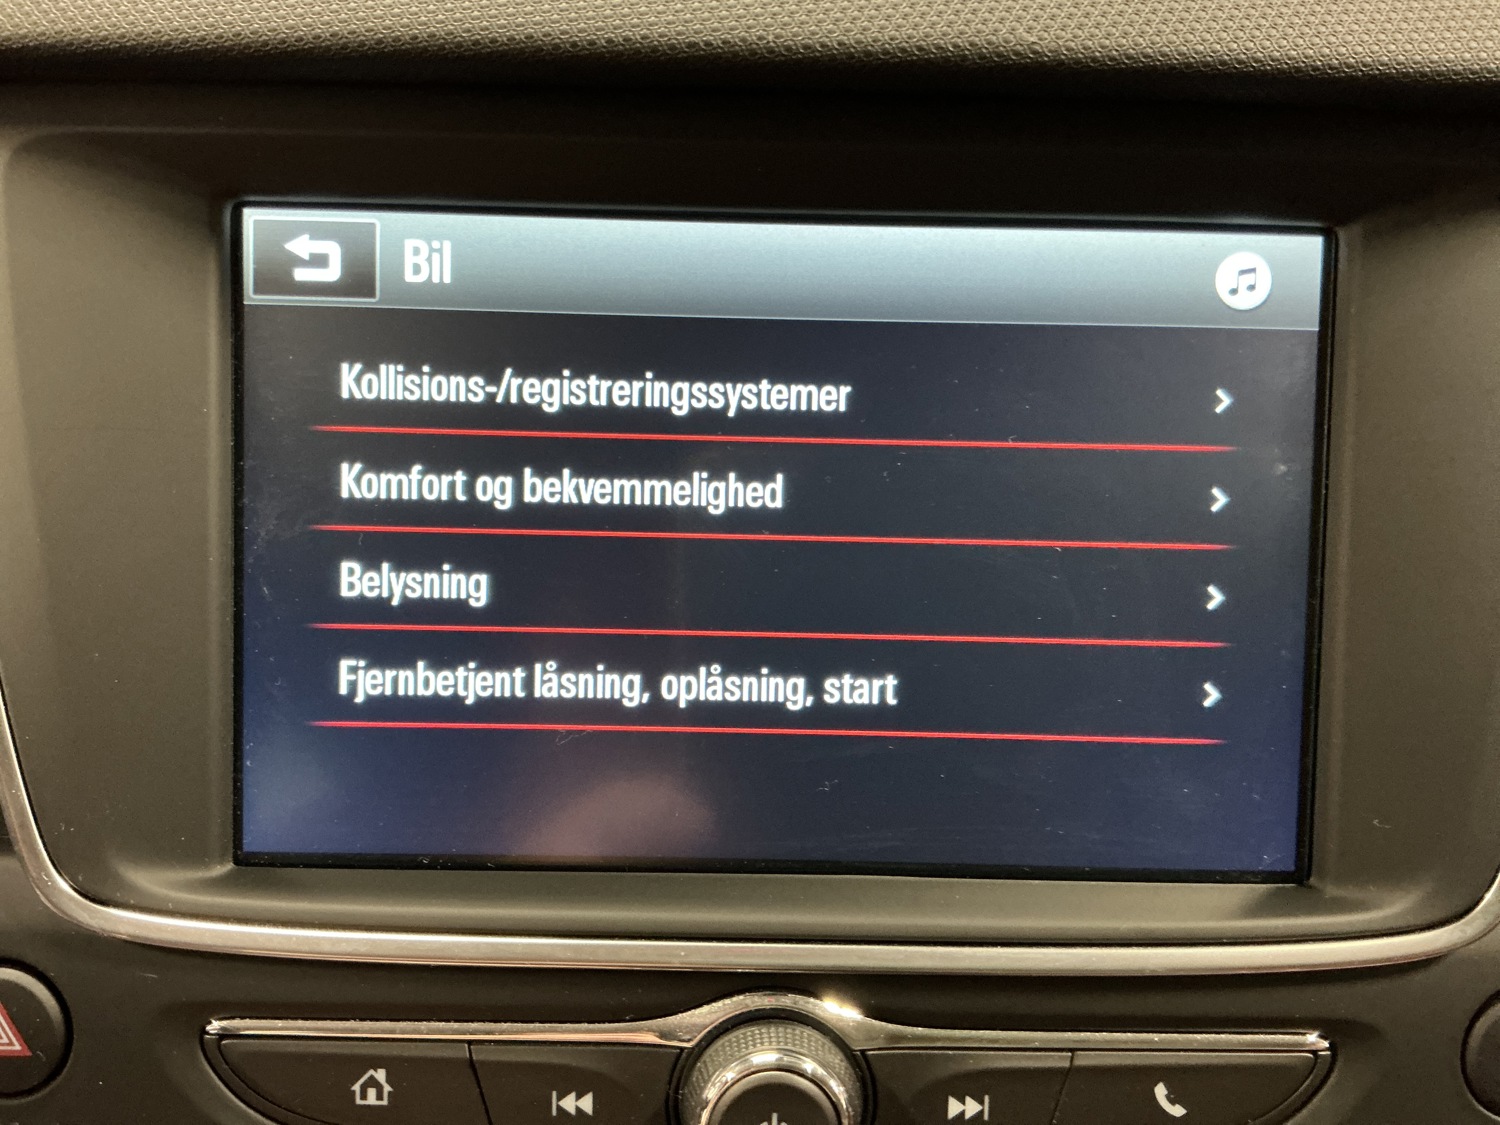 Bil
Kollisions-/registreringssystemer
Komfort og bekvemmelighed
Belysning
Fjernbetjent låsning, oplåsning, start